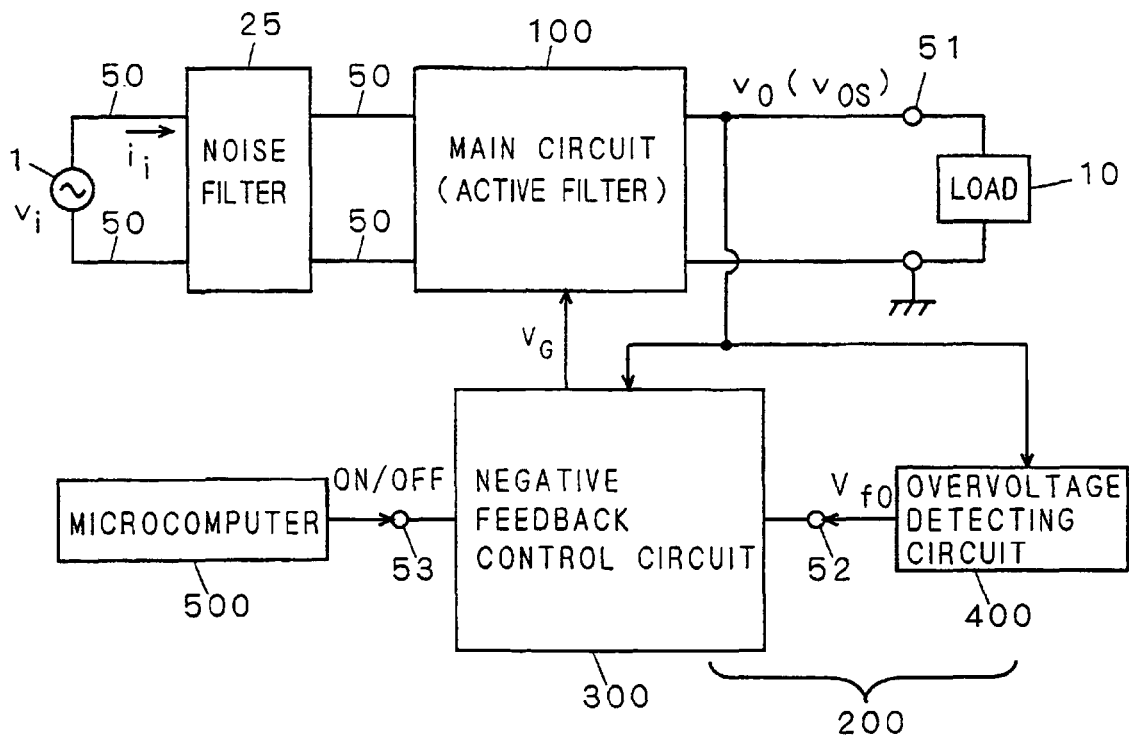 25
100
50
50
v0 (v0S)
51
ii
NOISE
FILTER
MAIN CIRCUIT
(ACTIVE FILTER)
1
LOAD
10
vi
50
50
VG
ON/OFF
NEGATIVE
FEEDBACK
CONTROL CIRCUIT
Vf0
OVERVOLTAGE
DETECTING
CIRCUIT
MICROCOMPUTER
53
52
500
400
300
200